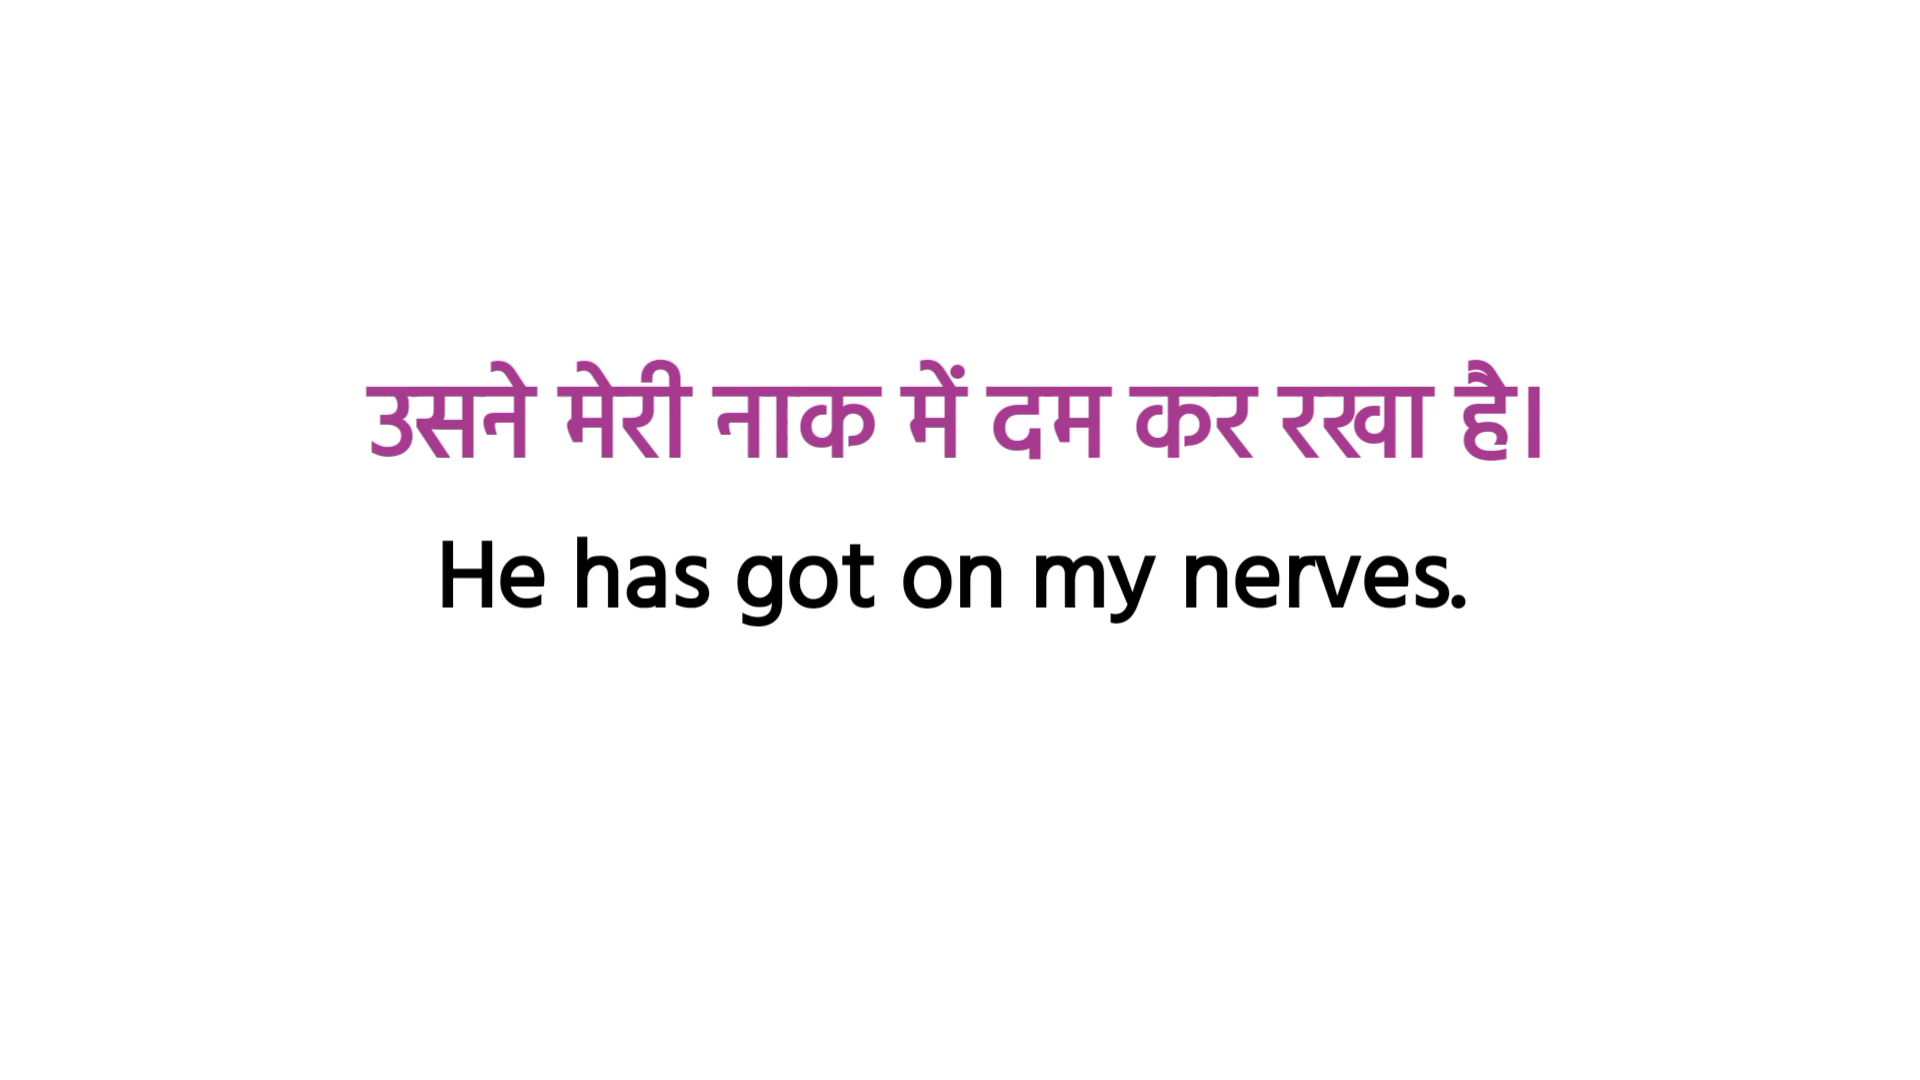 उसने मेरी नाक में दम कर रखा है।
He has got on my nerves.